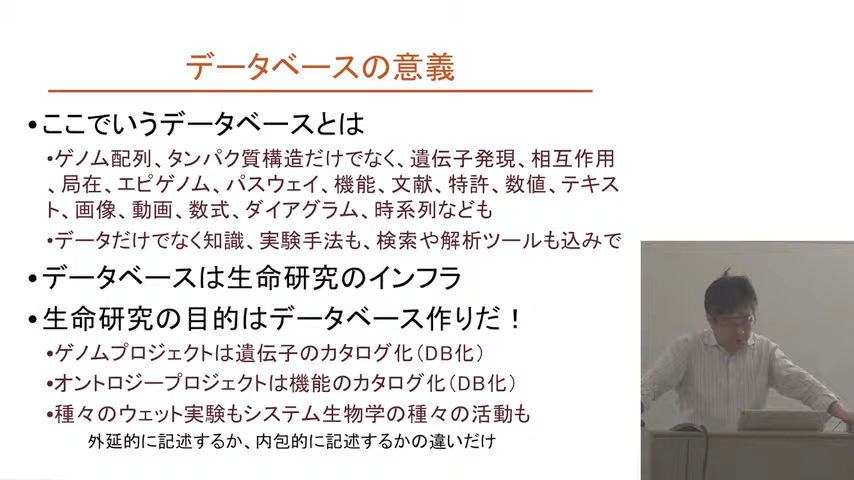 データベースの意義
•ここでいうデータベースとは
•ゲノム配列、タンパク質構造だけでなく、遺伝子発現、相互作用
、局在、エピゲノム、パスウェイ、機能、文献、特許、数値、テキス
ト、画像、動画、数式、ダイアグラム、時系列なども
•データだけでなく知識、実験手法も、検索や解析ツールも込みで
•データベースは生命研究のインフラ
•生命研究の目的はデータベース作りだ！
•ゲノムプロジェクトは遺伝子のカタログ化（DB化）
•オントロジープロジェクトは機能のカタログ化（DB化）
•種々のウェット実験もシステム生物学の種々の活動も
外延的に記述するか、内包的に記述するかの違いだけ